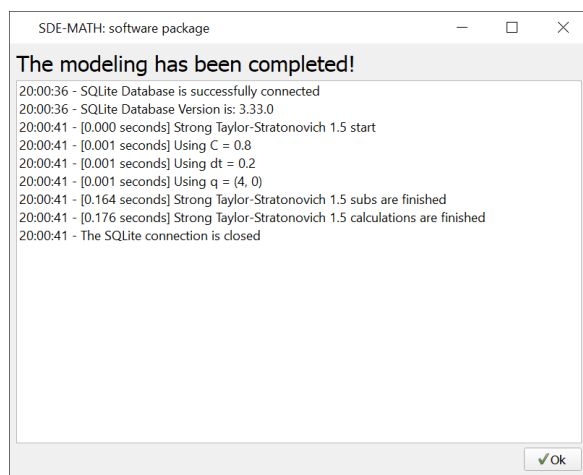 SDE-MATH: software package
The modeling has been completed!
20:00:36 - SQLite Database is successfully connected
20:00:36 - SQLite Database Version is: 3.33.0
20:00:41 - [0.000 seconds] Strong Taylor-Stratonovich 1.5 start
20:00:41 - [0.001 seconds] Using C = 0.8
20:00:41 - [0.001 seconds] Using dt = 0.2
20:00:41 - [0.001 seconds] Using q = (4, 0)
20:00:41 - [0.164 seconds] Strong Taylor-Stratonovich 1.5 subs are finished
20:00:41 - [0.176 seconds] Strong Taylor-Stratonovich 1.5 calculations are finished
20:00:41 - The SQLite connection is closed
Ok